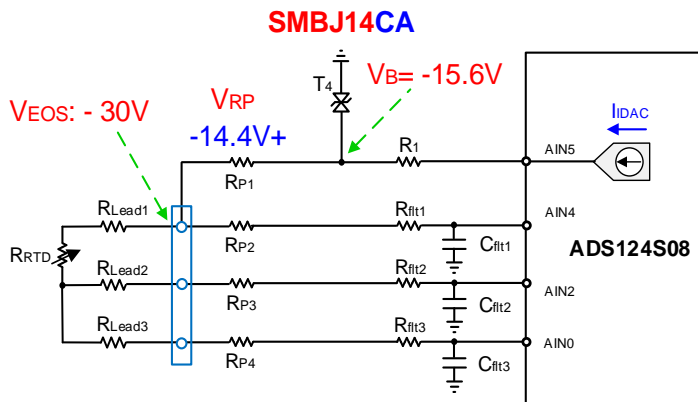 SMBJ14CA
T4
VB= -15.6V
VEOS: - 30V
VRP
-14.4V+
IIDAC
RP1
R1
AIN5
RLead1
RP2
Rflt1
AIN4
Cflt1
ADS124S08
RRTD
RLead2
RP3
Rflt2
AIN2
Cflt2
RLead3
RP4
Rflt3
AIN0
Cflt3